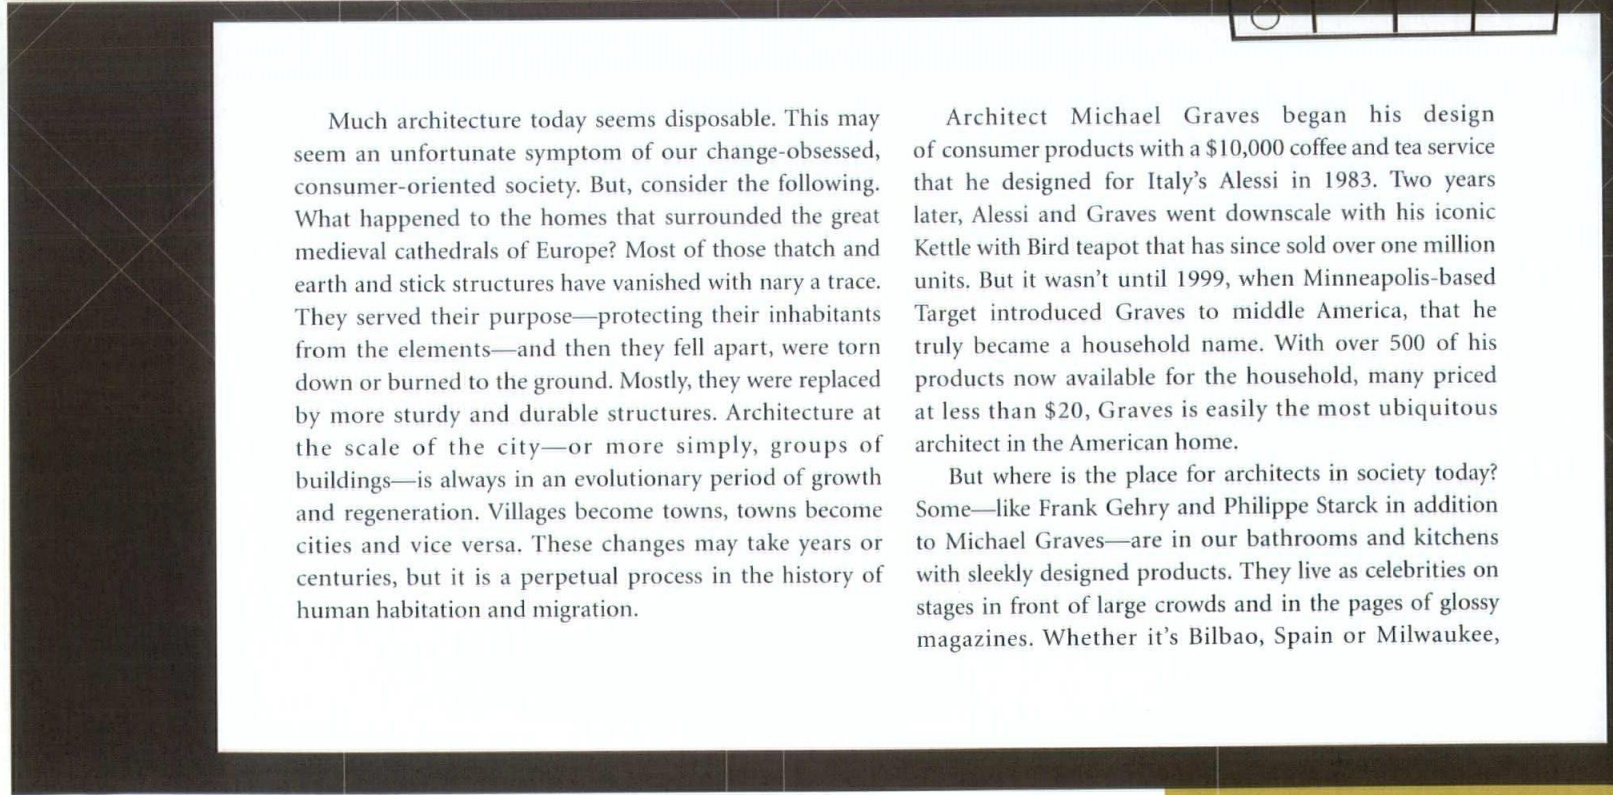 Much architecture today seems disposable. This may
seem an unfortunate symptom of our change-obsessed,
consumer-oriented society. But, consider the following.
What happened to the homes that surrounded the great
medieval cathedrals of Europe? Most of those thatch and
earth and stick structures have vanished with nary a trace.
They served their purpose—protecting their inhabitants
from the elements—and then they fell apart, were torn
down or burned to the ground. Mostly, they were replaced
by more sturdy and durable structures. Architecture at
the scale of the city—or more simply, groups of
buildings—is always in an evolutionary period of growth
and regeneration. Villages become towns, towns become
cities and vice versa. These changes may take years or
centuries, but it is a perpetual process in the history of
human habitation and migration.
Architect Michael Graves began his design
of consumer products with a $10,000 coffee and tea service
that he designed for Italy's Alessi in 1983. Two years
later, Alessi and Graves went downscale with his iconic
Kettle with Bird teapot that has since sold over one million
units. But it wasn't until 1999, when Minneapolis-based
Target introduced Graves to middle America, that he
truly became a household name. With over 500 of his
products now available for the household, many priced
at less than $20, Graves is easily the most ubiquitous
architect in the American home.
But where is the place for architects in society today?
Some—like Frank Gehry and Philippe Starck in addition
to Michael Graves—are in our bathrooms and kitchens
with sleekly designed products. They live as celebrities on
stages in front of large crowds and in the pages of glossy
magazines. Whether it's Bilbao, Spain or Milwaukee,